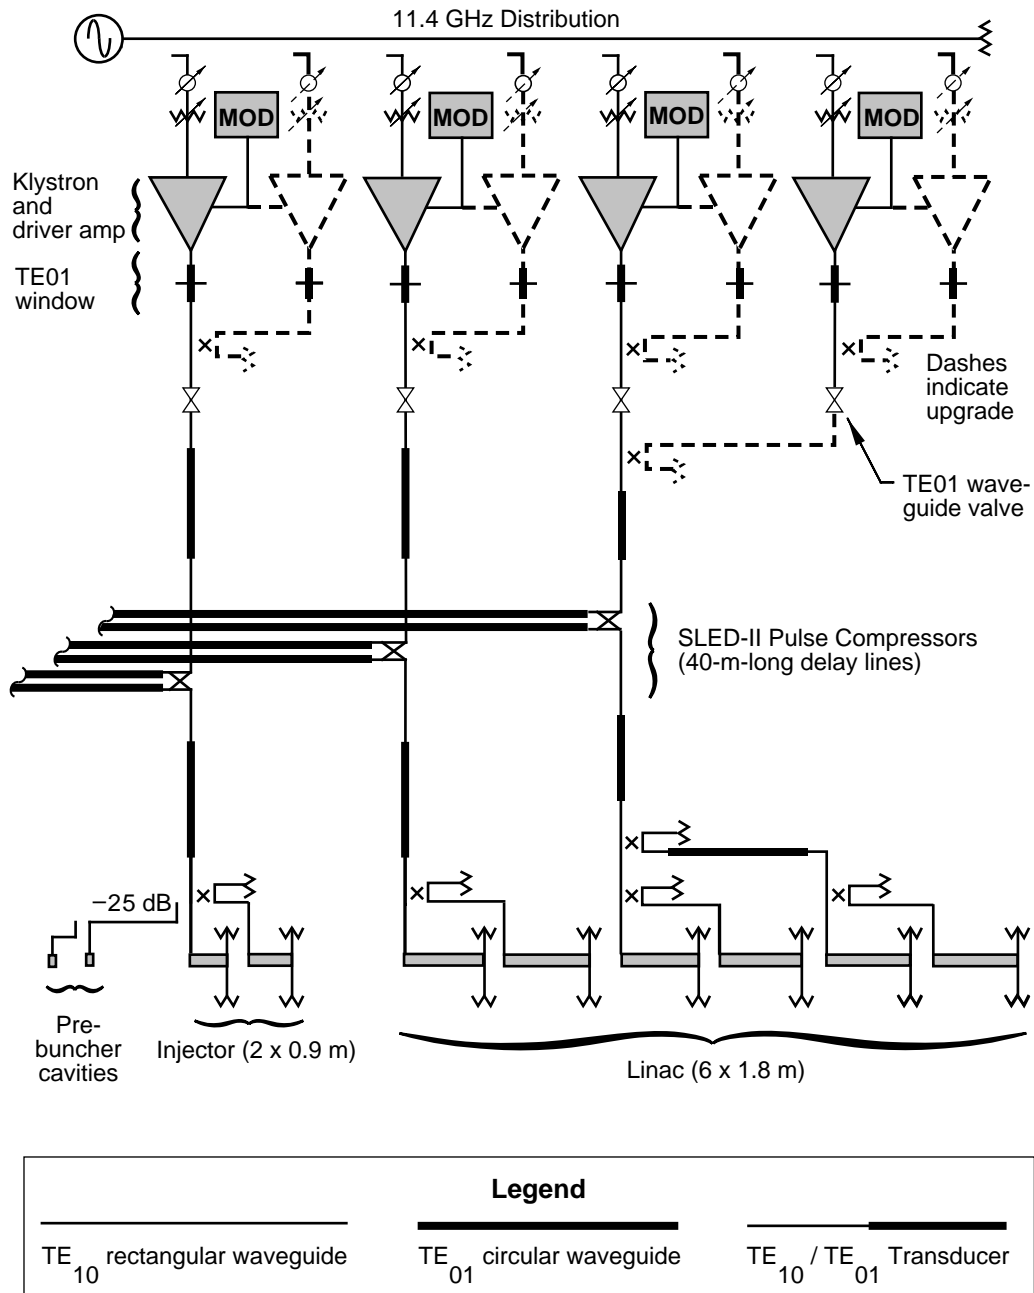 11.4 GHz Distribution
MOD MOD MOD MOD
Klystron
and
driver amp
TE01
window
Dashes
indicate
upgrade
TE01 wave-
guide valve
SLED-II Pulse Compressors
(40-m-long delay lines)
−25 dB
Pre-
buncher
cavities
Injector (2 x 0.9 m)
Linac (6 x 1.8 m)
Legend
TE10 rectangular waveguide
TE01 circular waveguide
TE10 / TE01 Transducer